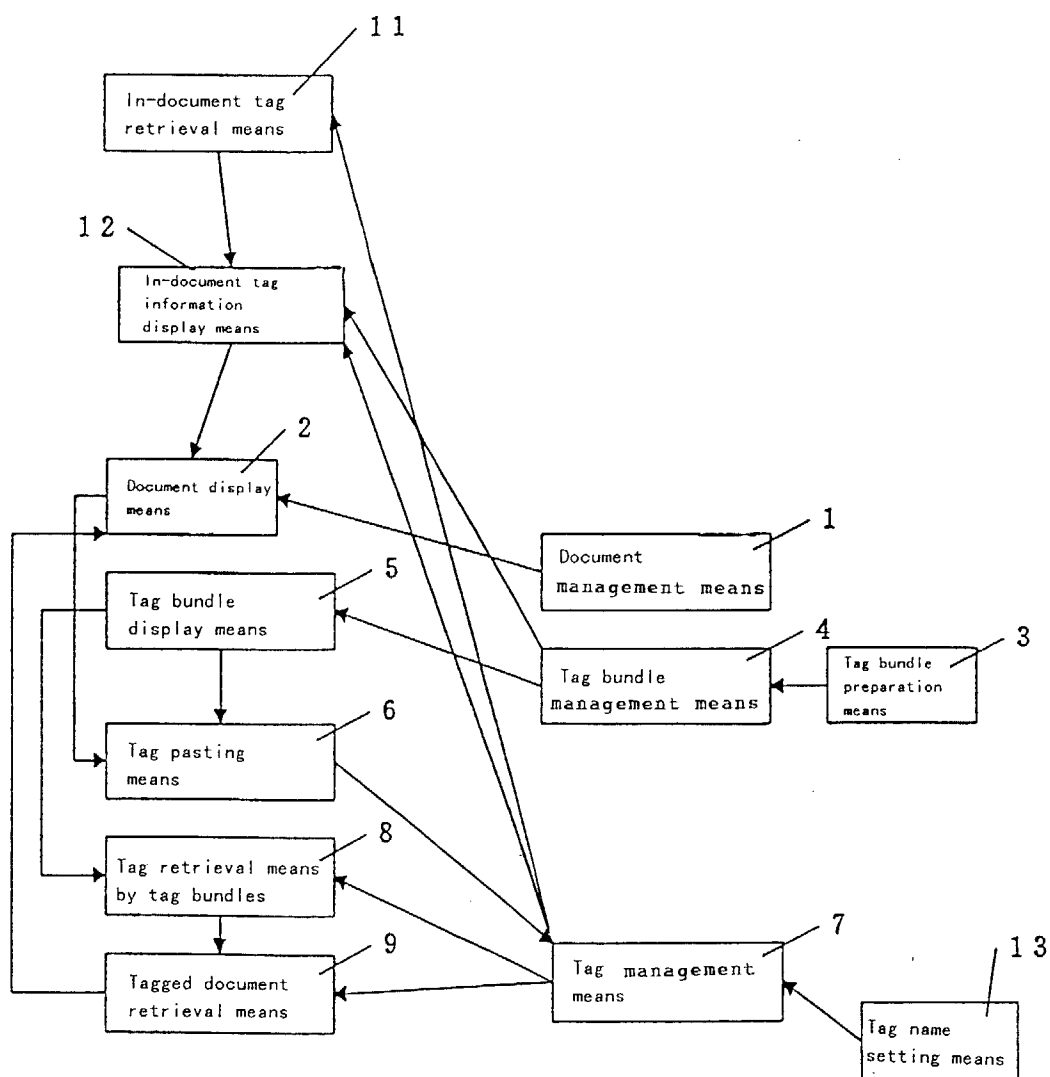 11
In-document tag
retrieval means
12
In-document tag
information
display means
2
Document display
means
1
Document
management means
5
Tag bundle
display means
4
Tag bundle
management means
3
Tag bundle
preparation
means
6
Tag pasting
means
8
Tag retrieval means
by tag bundles
7
Tag management
means
9
Tagged document
retrieval means
13
Tag name
setting means